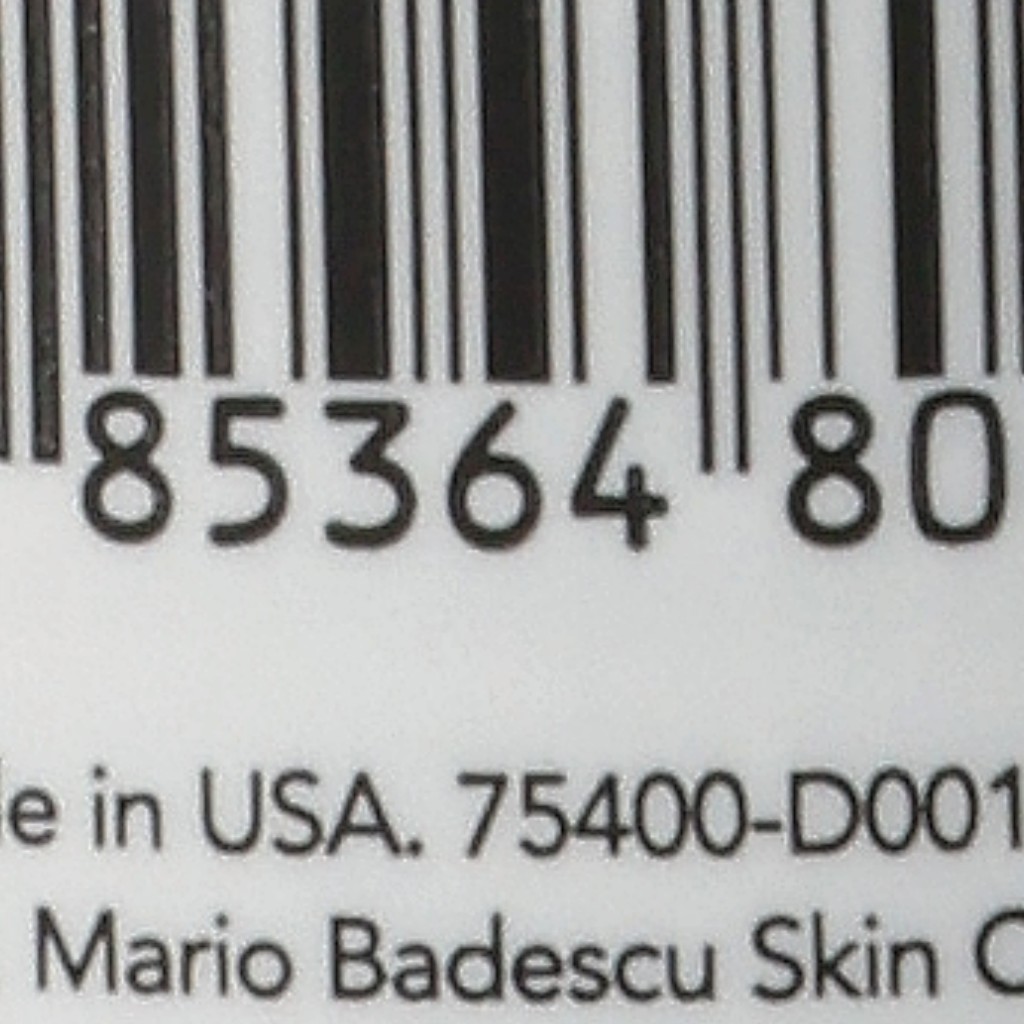 85364 80
in USA. 75400-D001
Mario Badescu Skin